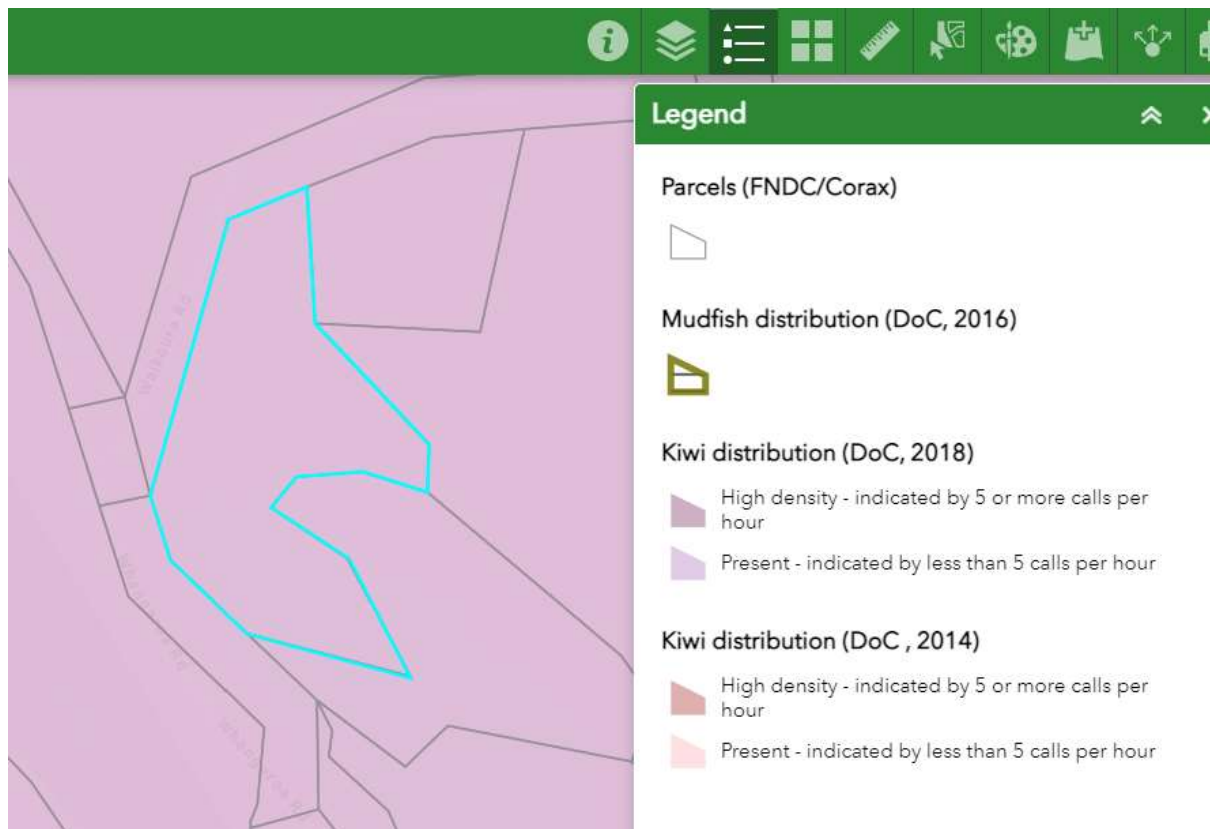 Legend
Parcels (FNDC/Corax)
Mudfish distribution (DoC, 2016)
Kiwi distribution (DoC, 2018)
High density - indicated by 5 or more calls per
hour
Present - indicated by less than 5 calls per hour
Kiwi distribution (DoC , 2014)
High density - indicated by 5 or more calls per
hour
Present - indicated by less than 5 calls per hour